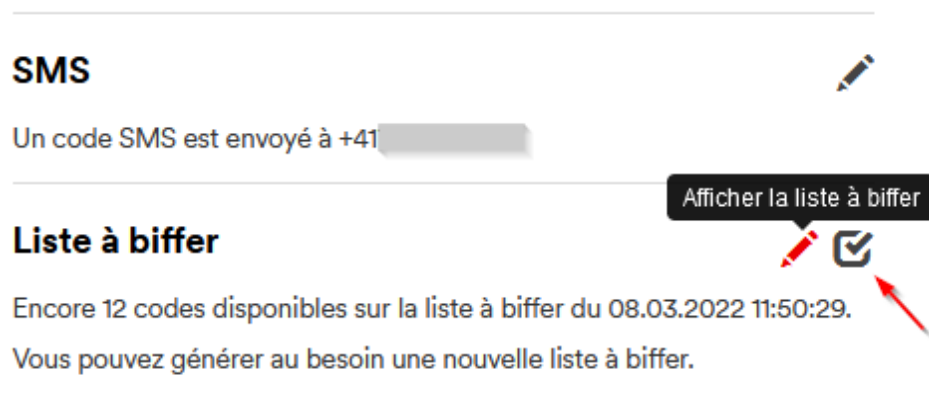 SMS
Un code SMS est envoyé à +41
Afficher la liste à biffer
Liste à biffer
Encore 12 codes disponibles sur la liste à biffer du 08.03.2022 11:50:29.
Vous pouvez générer au besoin une nouvelle liste à biffer.